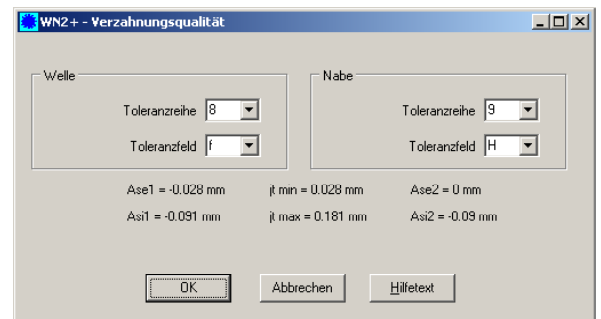 WN2+ - Verzahnungsqualität
Welle
Nabe
Toleranzreihe 8
Toleranzreihe 9
Toleranzfeld f
Toleranzfeld H
Ase1 = -0.028 mm jt min = 0.028 mm Ase2 = 0 mm
Asi1 = -0.091 mm jt max = 0.181 mm Asi2 = -0.09 mm
OK Abbrechen Hilfetext